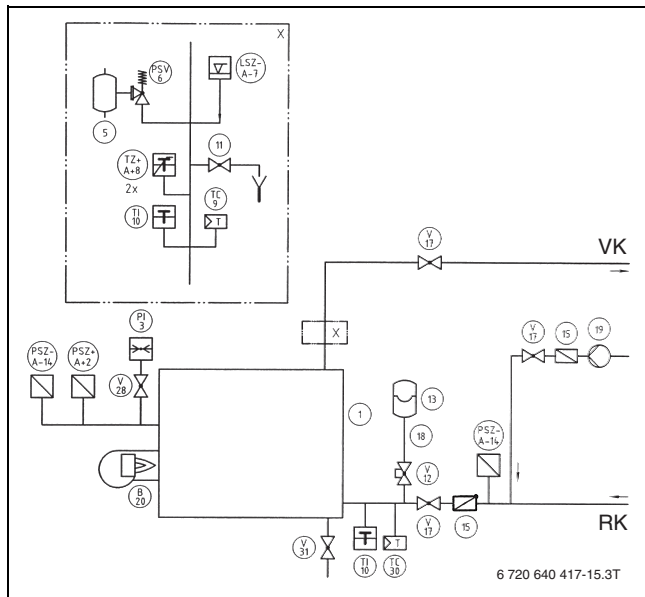 X
PSV
6
LSZ-
A-7
5
11
TZ+
A+8
2x
TI
10
TC
9
T
V
17
VK
PI
3
PSZ-
A-14
PSZ+
A+2
X
V
17
15
19
V
28
1
13
18
PSZ-
A-14
V
12
B
20
V
17
15
RK
V
31
TI
10
T
TC
30
6 720 640 417-15.3T